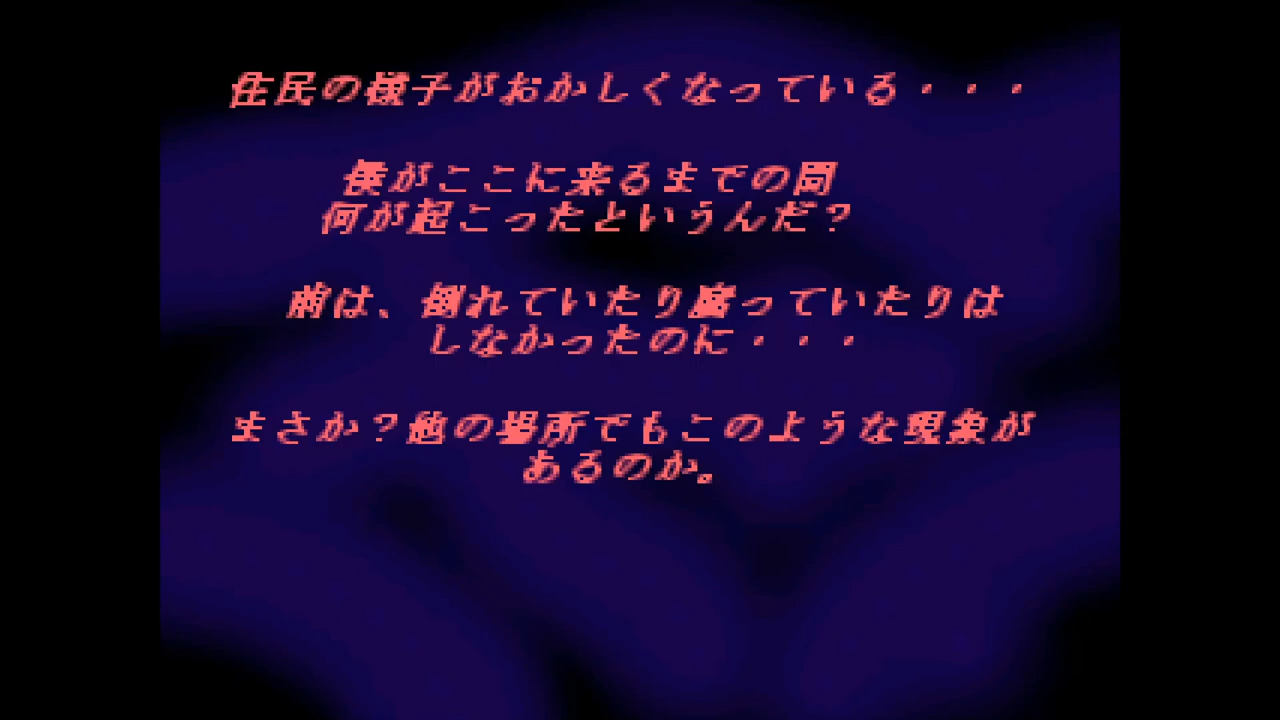 住民の様子がおかしくなっている・・・
僕がここに来るまでの間
何が起こったというんだ？
前は、倒れていたり腐っていたりは
しなかったのに・・・
まさか？他の場所でもこのような現象が
あるのか。